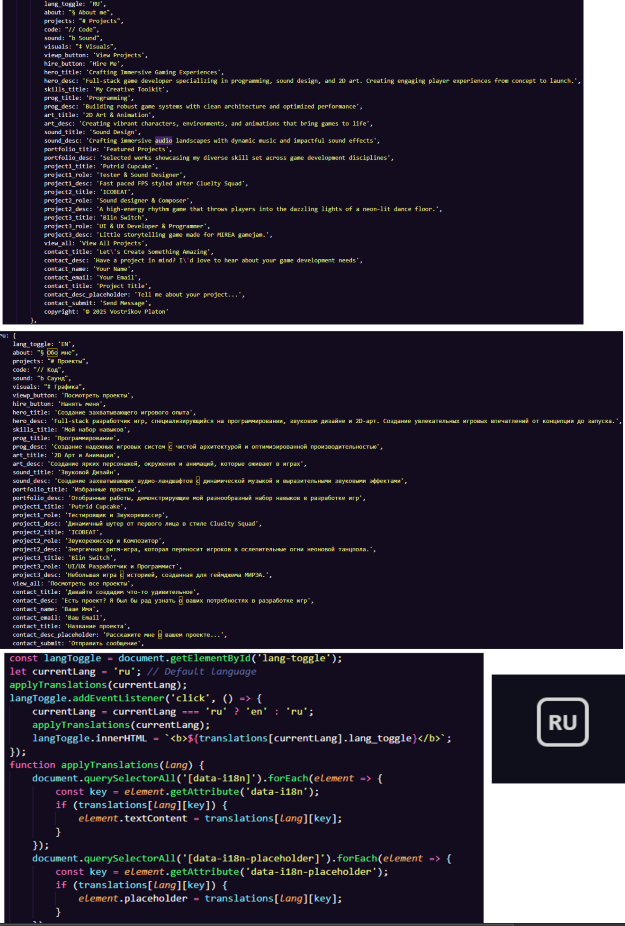 lang_toggle: 'RU',
about: "§ About me",
projects: "# Projects",
code: "// Code",
sound: "♭ Sound",
visuals: "‡ Visuals",
viewp_button: 'View Projects',
hire_button: 'Hire Me',
hero_title: 'Crafting Immersive Gaming Experiences',
hero_desc: 'Full-stack game developer specializing in programming, sound design, and 2D art. Creating engaging player experiences from concept to launch.',
skills_title: 'My Creative Toolkit',
prog_title: 'Programming',
prog_desc: 'Building robust game systems with clean architecture and optimized performance',
art_title: '2D Art & Animation',
art_desc: 'Creating vibrant characters, environments, and animations that bring games to life',
sound_title: 'Sound Design',
sound_desc: 'Crafting immersive audio landscapes with dynamic music and impactful sound effects',
portfolio_title: 'Featured Projects',
portfolio_desc: 'Selected works showcasing my diverse skill set across game development disciplines',
project1_title: 'Putrid Cupcake',
project1_role: 'Tester & Sound Designer',
project1_desc: 'Fast paced FPS styled after Cluelty Squad',
project2_title: 'ICOBEAT',
project2_role: 'Sound designer & Composer',
project2_desc: 'A high-energy rhythm game that throws players into the dazzling lights of a neon-lit dance floor.',
project3_title: 'Blin Switch',
project3_role: 'UI & UX Developer & Programmer',
project3_desc: 'Little storytelling game made for MIREA gamejam.',
view_all: 'View All Projects',
contact_title: 'Let\'s Create Something Amazing',
contact_desc: 'Have a project in mind? I\'d love to hear about your game development needs',
contact_name: 'Your Name',
contact_email: 'Your Email',
contact_title: 'Project Title',
contact_desc_placeholder: 'Tell me about your project...',
contact_submit: 'Send Message',
copyright: '© 2025 Vostrikov Platon'
},
ru: {
lang_toggle: 'EN',
about: "§ Обо мне",
projects: "# Проекты",
code: "// Код",
sound: "♭ Саунд",
visuals: "‡ Графика",
viewp_button: 'Посмотреть проекты',
hire_button: 'Нанять меня',
hero_title: 'Создание захватывающего игрового опыта',
hero_desc: 'Full-stack разработчик игр, специализирующийся на программировании, звуковом дизайне и 2D-арт. Создание увлекательных игровых впечатлений от концепции до запуска.',
skills_title: 'Мой набор навыков',
prog_title: 'Программирование',
prog_desc: 'Создание надежных игровых систем с чистой архитектурой и оптимизированной производительностью',
art_title: '2D Арт и Анимация',
art_desc: 'Создание ярких персонажей, окружения и анимаций, которые оживают в играх',
sound_title: 'Звуковой Дизайн',
sound_desc: 'Создание захватывающих аудио-ландшафтов с динамической музыкой и выразительными звуковыми эффектами',
portfolio_title: 'Избранные проекты',
portfolio_desc: 'Отобранные работы, демонстрирующие мой разнообразный набор навыков в разработке игр',
project1_title: 'Putrid Cupcake',
project1_role: 'Тестировщик и Звукорежиссер',
project1_desc: 'Динамичный шутер от первого лица в стиле Cluelty Squad',
project2_title: 'ICOBEAT',
project2_role: 'Звукорежиссер и Композитор',
project2_desc: 'Энергичная ритм-игра, которая переносит игроков в ослепительные огни неоновой танцпола.',
project3_title: 'Blin Switch',
project3_role: 'UI/UX Разработчик и Программист',
project3_desc: 'Небольшая игра с историей, созданная для геймджема МИРЭА.',
view_all: 'Посмотреть все проекты',
contact_title: 'Давайте создадим что-то удивительное',
contact_desc: 'Есть проект? Я был бы рад узнать о ваших потребностях в разработке игр',
contact_name: 'Ваше Имя',
contact_email: 'Ваш Email',
contact_title: 'Название проекта',
contact_desc_placeholder: 'Расскажите мне о вашем проекте...',
contact_submit: 'Отправить сообщение',
const langToggle = document.getElementById('lang-toggle');
let currentLang = 'ru'; // Default language
applyTranslations(currentLang);
langToggle.addEventListener('click', () => {
currentLang = currentLang === 'ru' ? 'en' : 'ru';
applyTranslations(currentLang);
langToggle.innerHTML = `<b>${translations[currentLang].lang_toggle}</b>`;
});
function applyTranslations(lang) {
document.querySelectorAll('[data-i18n]').forEach(element => {
const key = element.getAttribute('data-i18n');
if (translations[lang][key]) {
element.textContent = translations[lang][key];
}
});
document.querySelectorAll('[data-i18n-placeholder]').forEach(element => {
const key = element.getAttribute('data-i18n-placeholder');
if (translations[lang][key]) {
element.placeholder = translations[lang][key];
}
RU